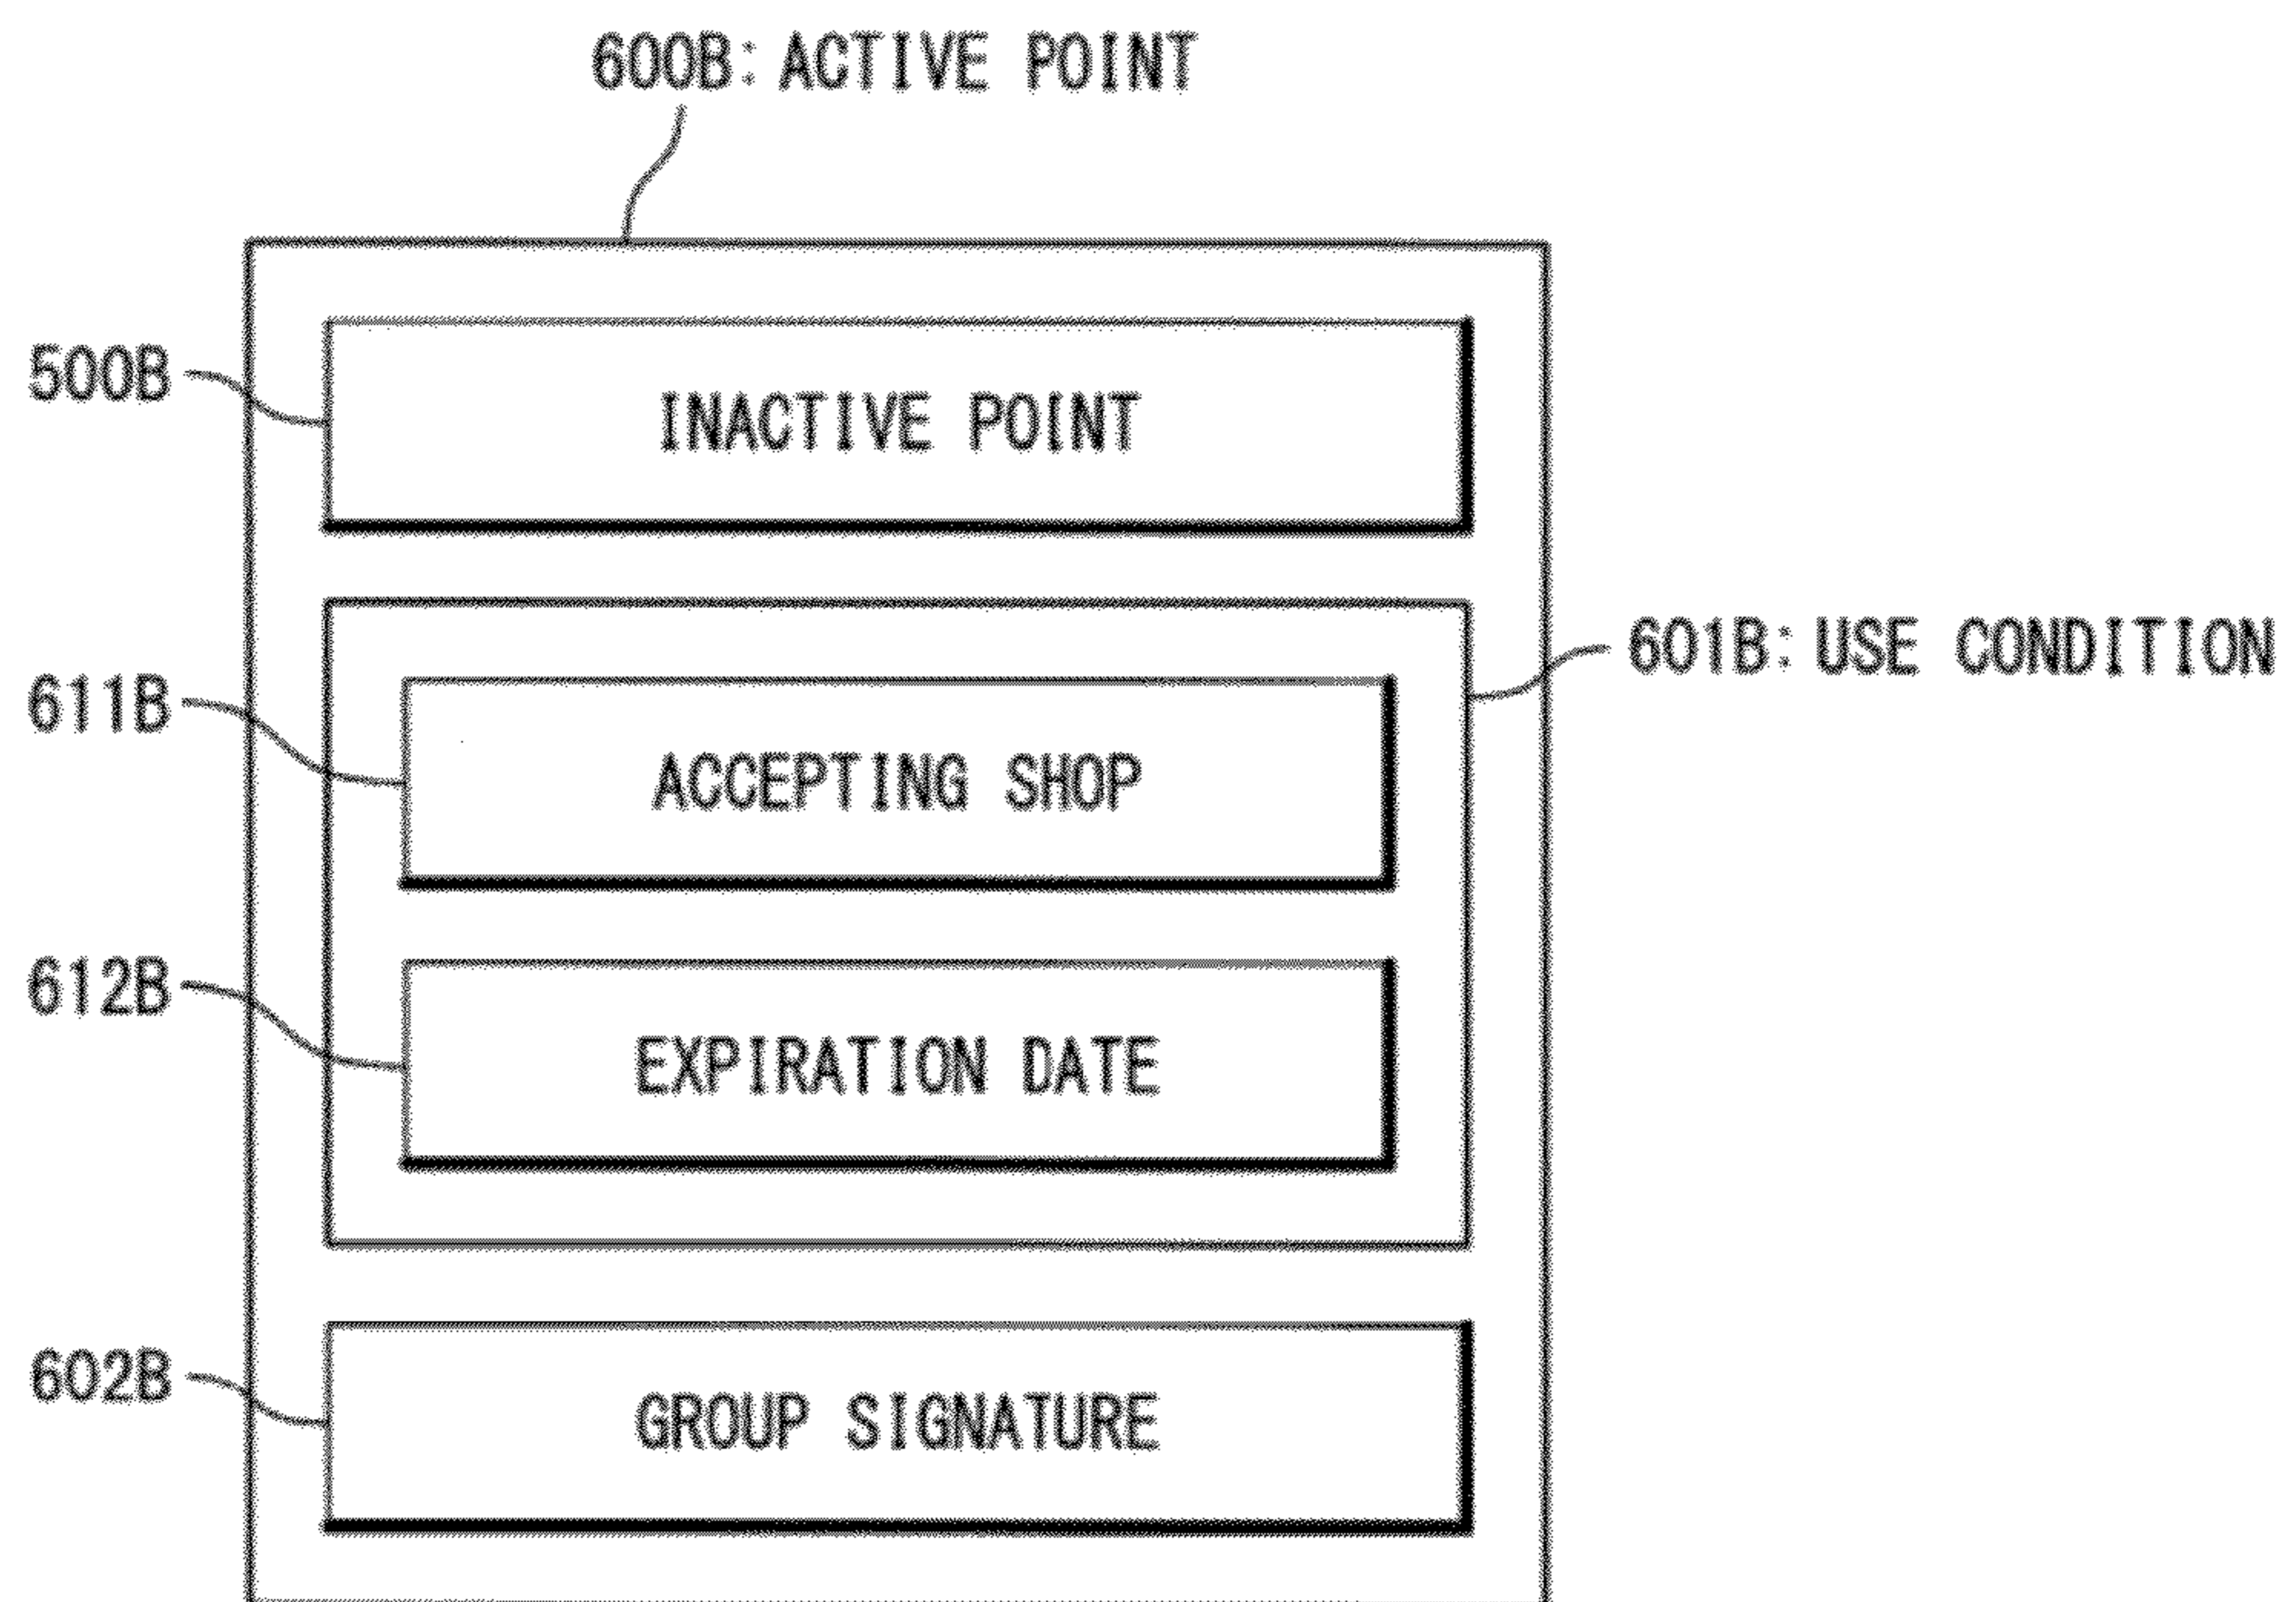 600B: ACTIVE POINT
500B
INACTIVE POINT
601B: USE CONDITION
611B
ACCEPTING SHOP
612B
EXPIRATION DATE
602B
GROUP SIGNATURE